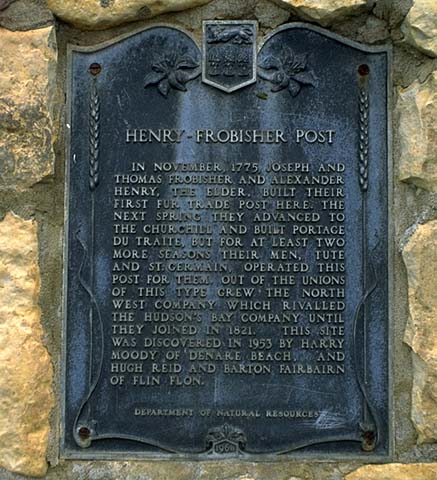 HENRY-FROBISHER POST
IN NOVEMBER, 1775 JOSEPH AND
THOMAS FROBISHER AND ALEXANDER
HENRY, THE ELDER, BUILT THEIR
FIRST FUR TRADE POST HERE. THE
NEXT SPRING THEY ADVANCED TO
THE CHURCHILL AND BUILT PORTAGE
DU TRAITE, BUT FOR AT LEAST TWO
MORE SEASONS THEIR MEN, TUTE
AND ST. GERMAIN, OPERATED THIS
POST FOR THEM. OUT OF THE UNIONS
OF THIS TYPE GREW THE NORTH
WEST COMPANY WHICH RIVALLED
THE HUDSON'S BAY COMPANY UNTIL
THEY JOINED IN 1821. THIS SITE
WAS DISCOVERED IN 1953 BY HARRY
MOODY OF DENARE BEACH, AND
HUGH REID AND BARTON FAIRBAIRN
OF FLIN FLON.
DEPARTMENT OF NATURAL RESOURCES